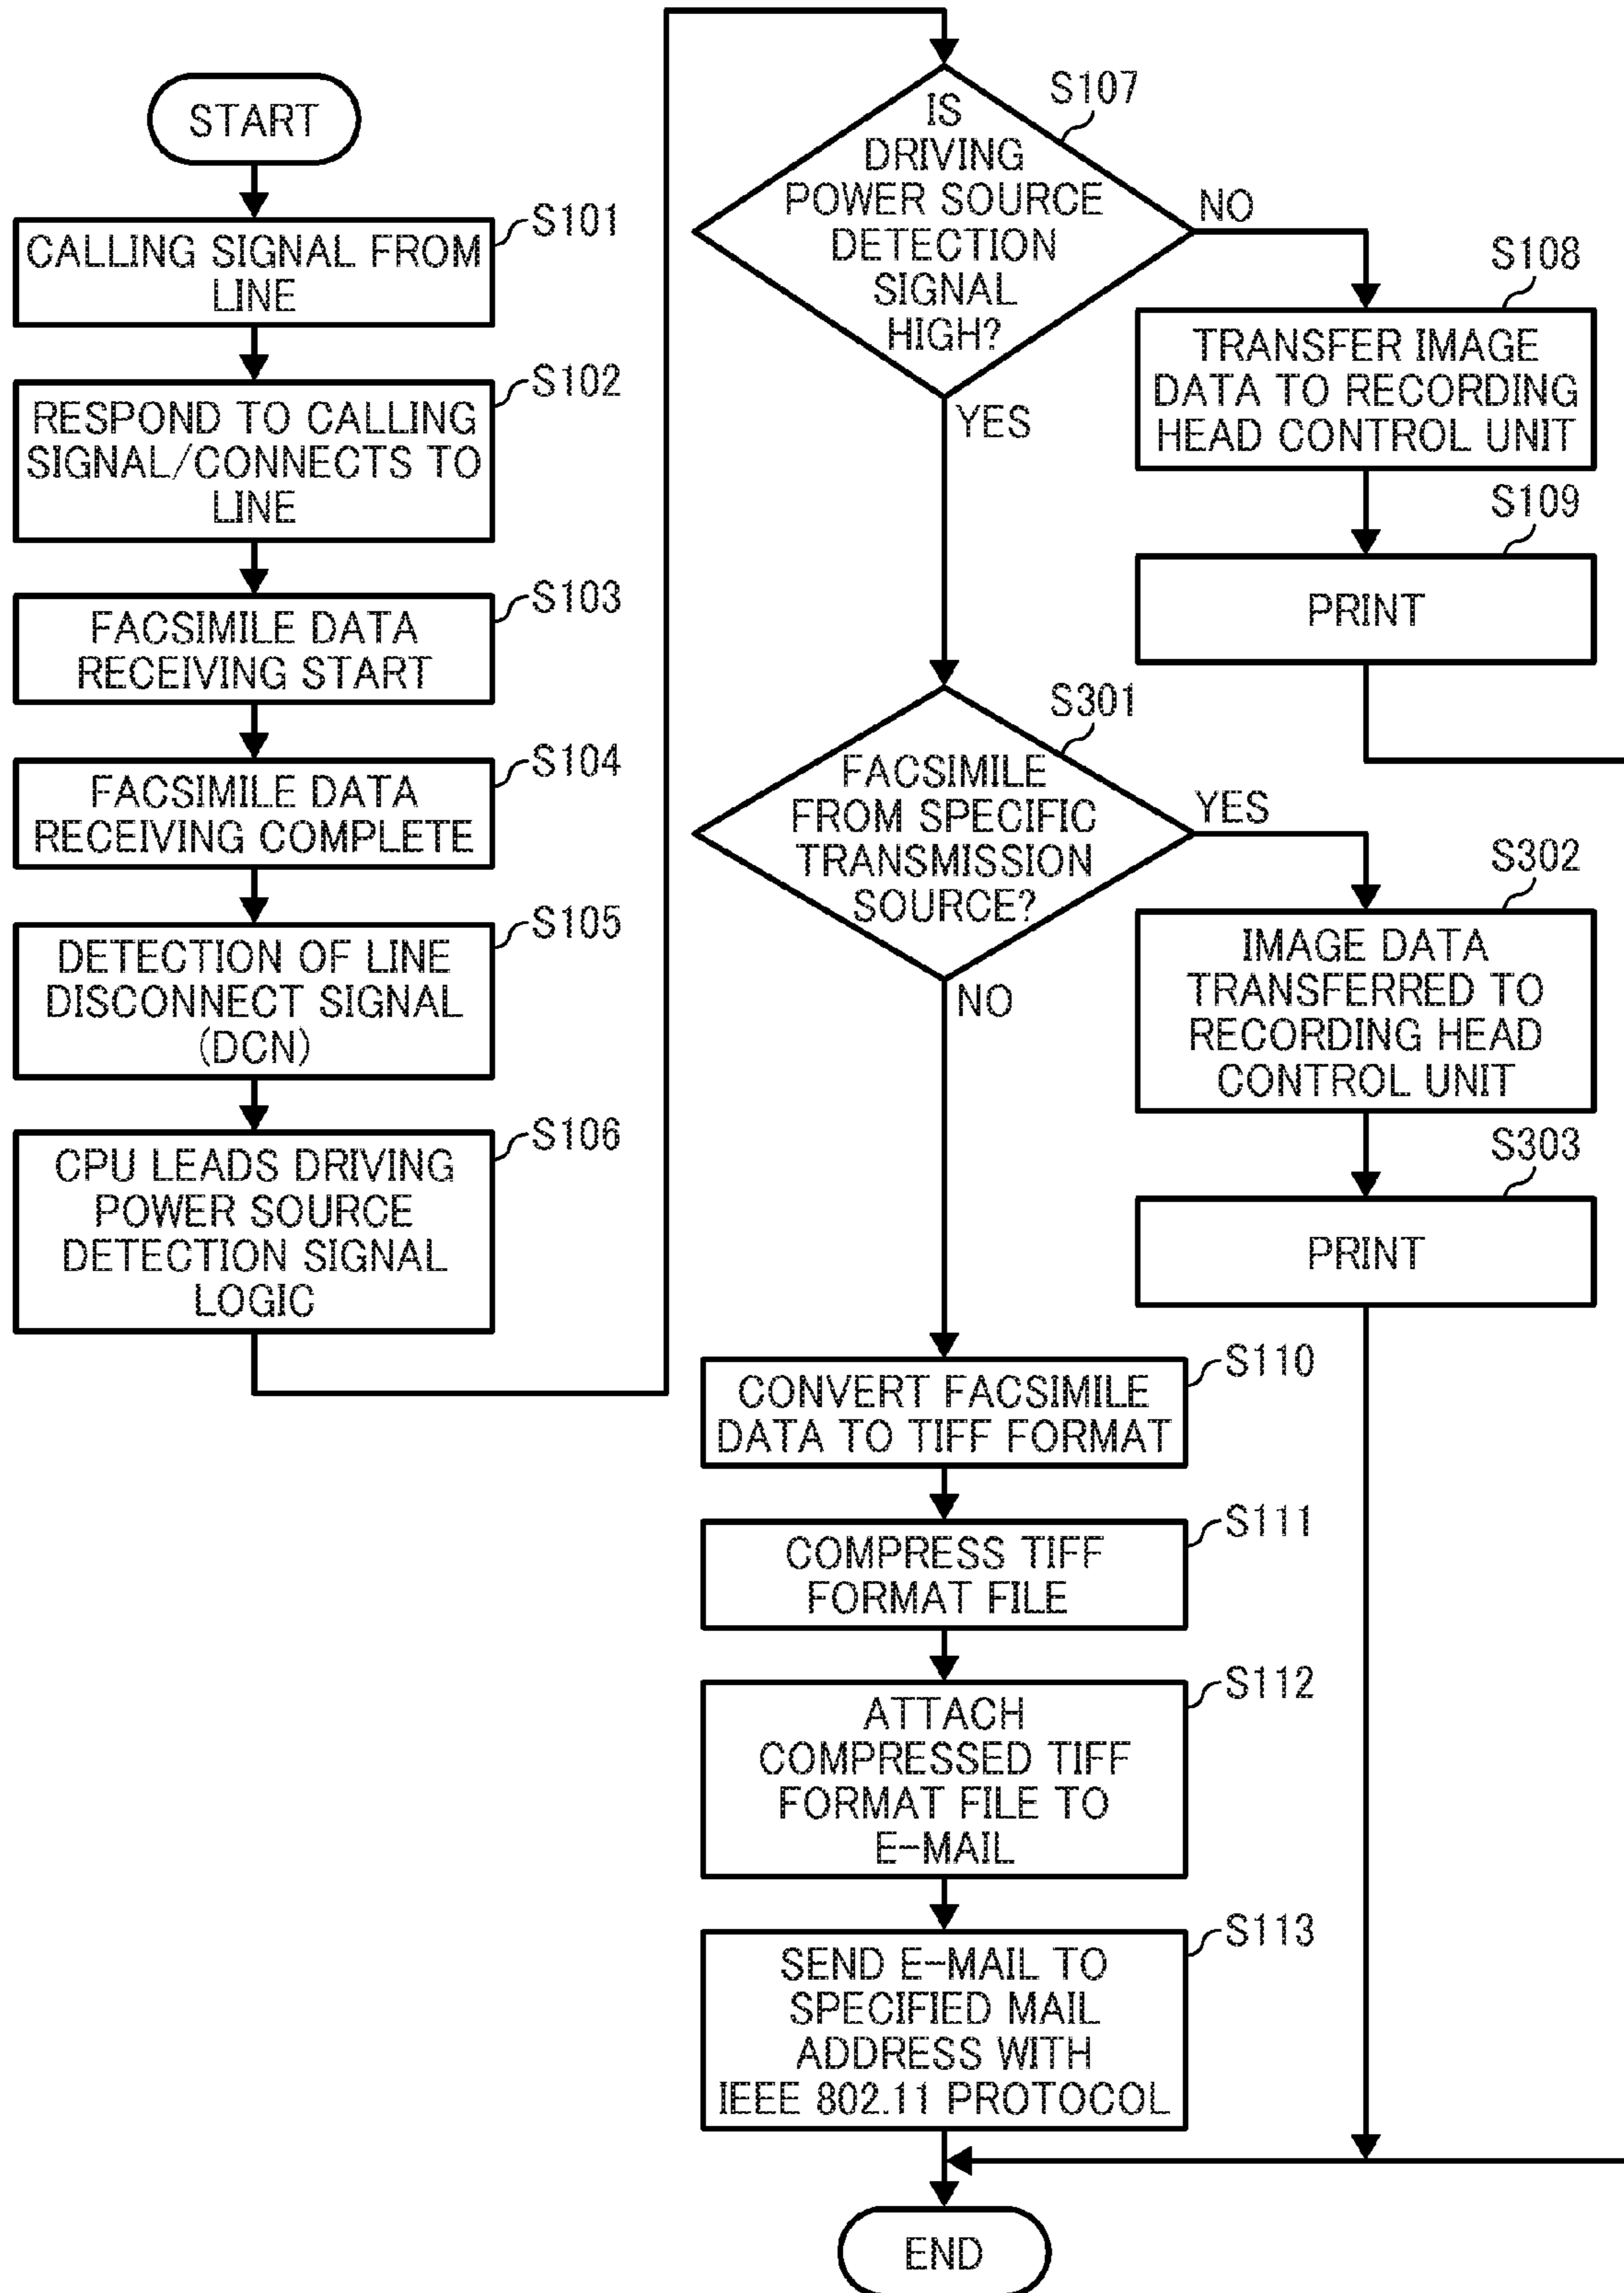 START
S101
CALLING SIGNAL FROM
LINE
S102
RESPOND TO CALLING
SIGNAL/CONNECTS TO
LINE
S103
FACSIMILE DATA
RECEIVING START
S104
FACSIMILE DATA
RECEIVING COMPLETE
S105
DETECTION OF LINE
DISCONNECT SIGNAL
(DCN)
S106
CPU LEADS DRIVING
POWER SOURCE
DETECTION SIGNAL
LOGIC
S107
IS
DRIVING
POWER SOURCE
DETECTION
SIGNAL
HIGH?
NO
YES
S108
TRANSFER IMAGE
DATA TO RECORDING
HEAD CONTROL UNIT
S109
PRINT
S301
FACSIMILE
FROM SPECIFIC
TRANSMISSION
SOURCE?
YES
NO
S302
IMAGE DATA
TRANSFERRED TO
RECORDING HEAD
CONTROL UNIT
S303
PRINT
S110
CONVERT FACSIMILE
DATA TO TIFF FORMAT
S111
COMPRESS TIFF
FORMAT FILE
S112
ATTACH
COMPRESSED TIFF
FORMAT FILE TO
E-MAIL
S113
SEND E-MAIL TO
SPECIFIED MAIL
ADDRESS WITH
IEEE 802.11 PROTOCOL
END